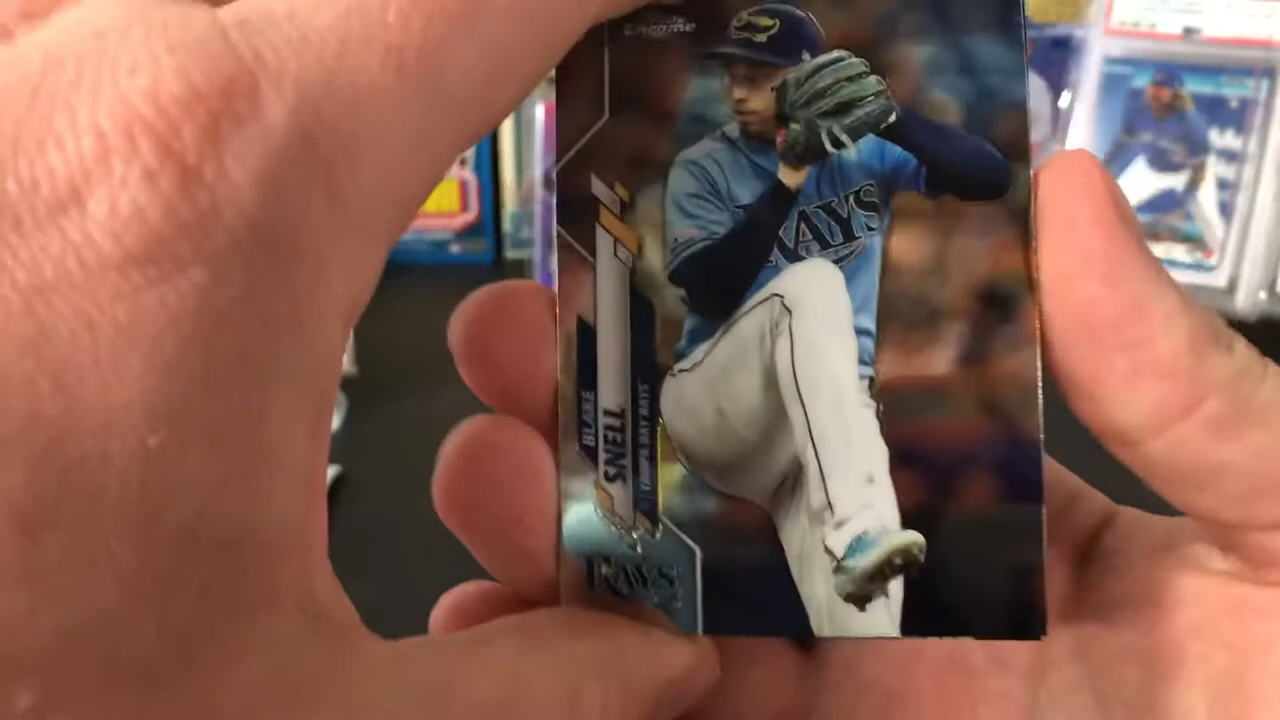 Chrome
RAYS
BLAKE
SNELL
TAMPA BAY RAYS
RAYS